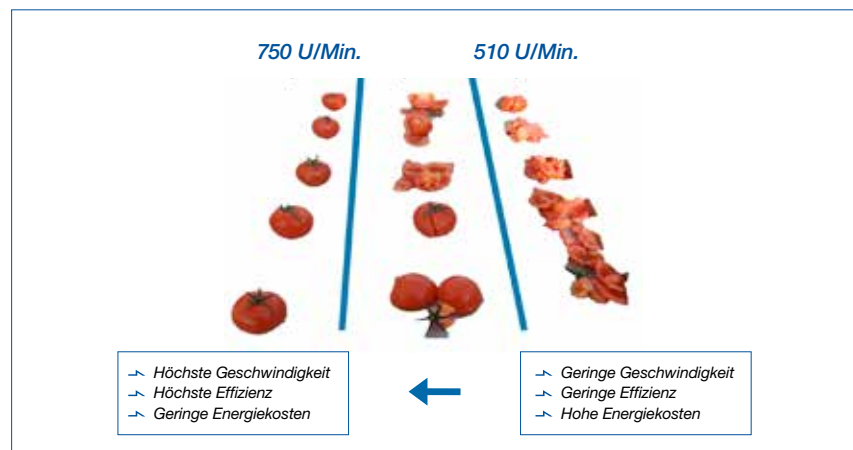 750 U/Min.
510 U/Min.
Höchste Geschwindigkeit
Höchste Effizienz
Geringe Energiekosten
Geringe Geschwindigkeit
Geringe Effizienz
Hohe Energiekosten